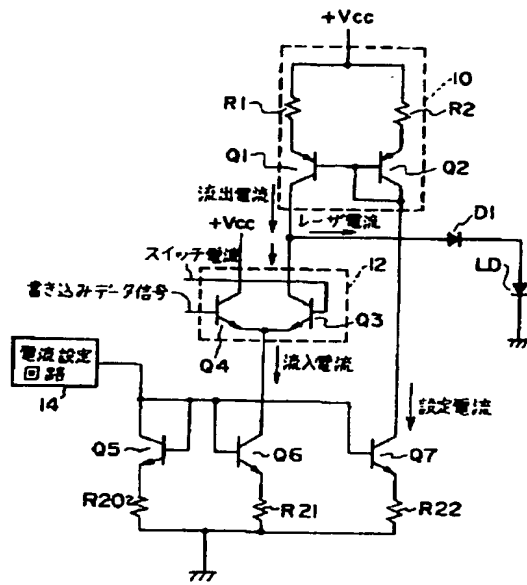 +Vcc
10
R1
R2
Q1
Q2
流出電流
レーザ電流
D1
+Vcc
スイッチ電流
12
LD
書き込みデータ信号
Q4
Q3
電流設定
回路
流入電流
設定電流
14
Q5
Q6
Q7
R20
R21
R22